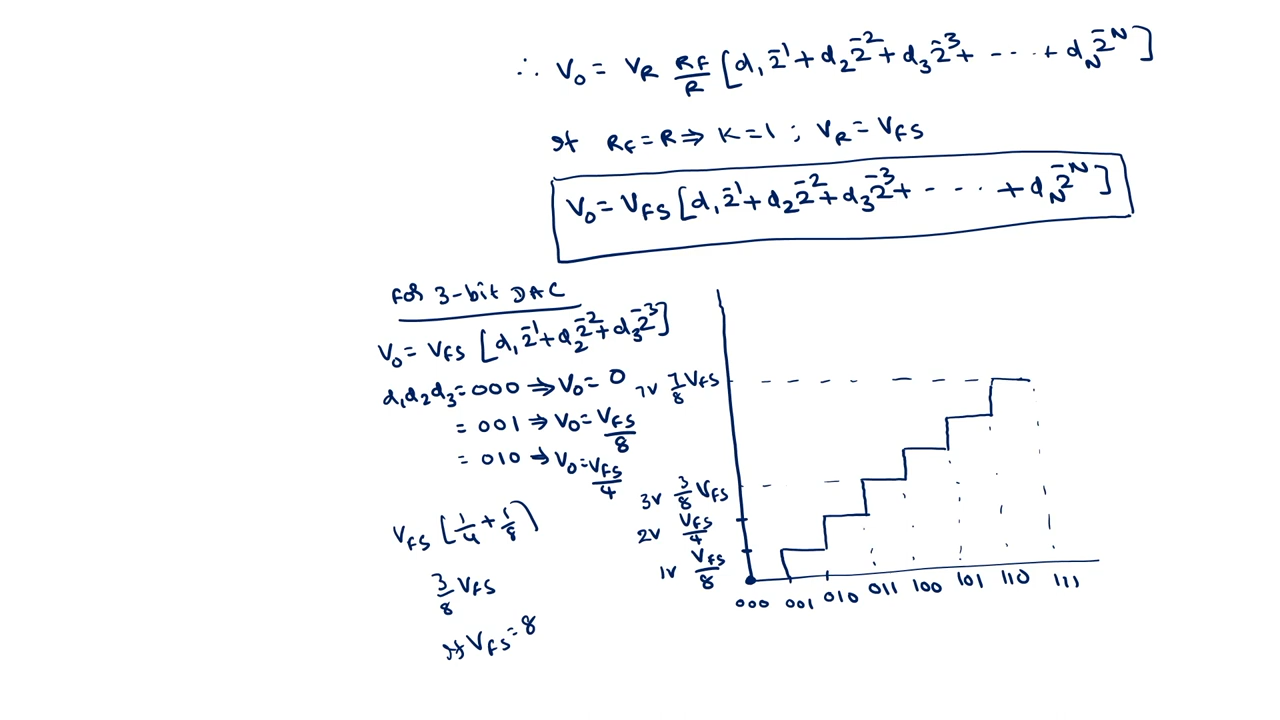 ∴ V₀ = V_R R_F/R [d₁2⁻¹ + d₂2⁻² + d₃2⁻³ + --- + d_N 2⁻ᴺ]
If R_F = R ⇒ K = 1 ; V_R = V_FS
V₀ = V_FS [d₁2⁻¹ + d₂2⁻² + d₃2⁻³ + - - - + d_N 2⁻ᴺ]
For 3-bit DAC
V₀ = V_FS [d₁2⁻¹ + d₂2⁻² + d₃2⁻³]
d₁d₂d₃ = 000 ⇒ V₀ = 0
= 001 ⇒ V₀ = V_FS/8
= 010 ⇒ V₀ = V_FS/4
V_FS [1/4 + 1/8]
3/8 V_FS
If V_FS = 8
7V 7/8 V_FS
3V 3/8 V_FS
2V V_FS/4
1V V_FS/8
000 001 010 011 100 101 110 111